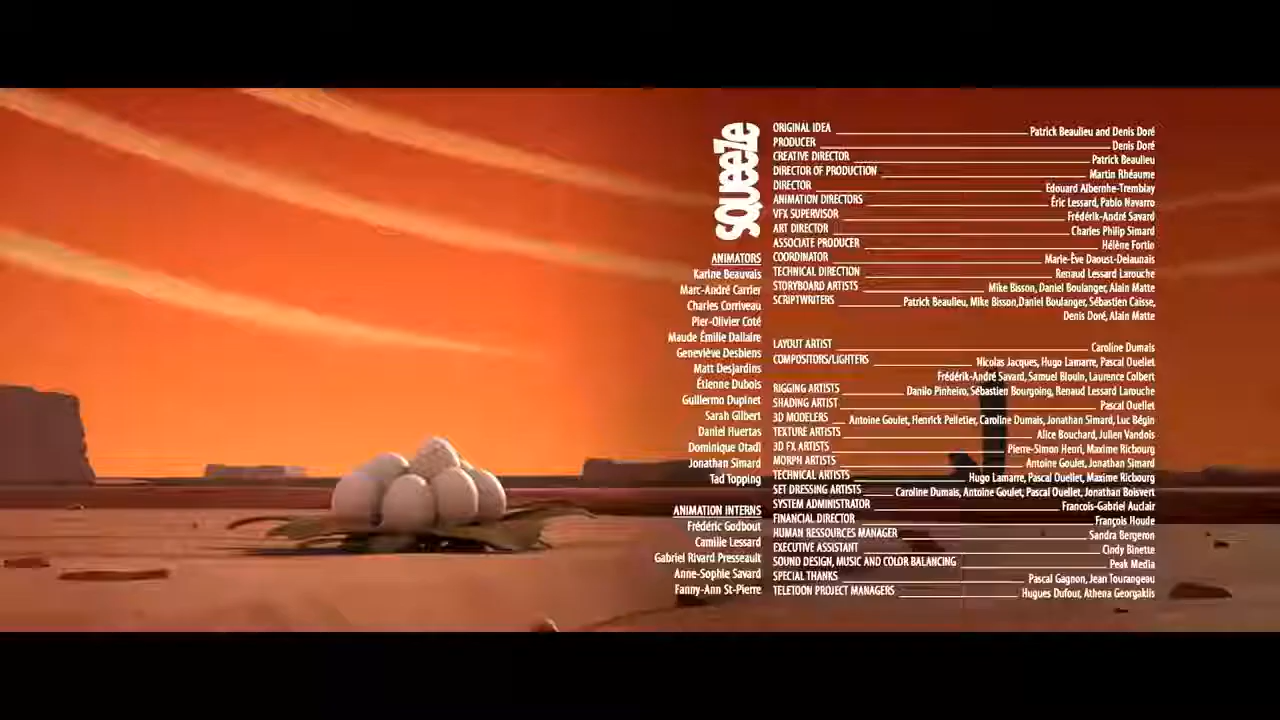 squeeze
ANIMATORS
Karine Beauvais
Marc-André Carrier
Charles Corriveau
Pier-Olivier Coté
Maude Émilie Dallaire
Geneviève Desbiens
Matt Desjardins
Étienne Dubois
Guillermo Dupinet
Sarah Gilbert
Daniel Huertas
Dominique Otadl
Jonathan Simard
Tad Topping
ANIMATION INTERNS
Frédéric Godbout
Camille Lessard
Gabriel Rivard Presseault
Anne-Sophie Savard
Fanny-Ann St-Pierre
ORIGINAL IDEA Patrick Beaulieu and Denis Doré
PRODUCER Denis Doré
CREATIVE DIRECTOR Patrick Beaulieu
DIRECTOR OF PRODUCTION Martin Rhéaume
DIRECTOR Edouard Albernhe-Tremblay
ANIMATION DIRECTORS Éric Lessard, Pablo Navarro
VFX SUPERVISOR Frédérik-André Savard
ART DIRECTOR Charles Philip Simard
ASSOCIATE PRODUCER Hélène Fortin
COORDINATOR Marie-Ève Daoust-Delaunais
TECHNICAL DIRECTION Renaud Lessard Larouche
STORYBOARD ARTISTS Mike Bisson, Daniel Boulanger, Alain Matte
SCRIPTWRITERS Patrick Beaulieu, Mike Bisson,Daniel Boulanger, Sébastien Caisse,
Denis Doré, Alain Matte
LAYOUT ARTIST Caroline Dumais
COMPOSITORS/LIGHTERS Nicolas Jacques, Hugo Lamarre, Pascal Ouellet
Frédérik-André Savard, Samuel Blouin, Laurence Colbert
RIGGING ARTISTS Danilo Pinheiro, Sébastien Bourgoing, Renaud Lessard Larouche
SHADING ARTIST Pascal Ouellet
3D MODELERS Antoine Goulet, Henrick Pelletier, Caroline Dumais, Jonathan Simard, Luc Bégin
TEXTURE ARTISTS Alice Bouchard, Julien Vandois
3D FX ARTISTS Pierre-Simon Henri, Maxime Ricbourg
MORPH ARTISTS Antoine Goulet, Jonathan Simard
TECHNICAL ARTISTS Hugo Lamarre, Pascal Ouellet, Maxime Ricbourg
SET DRESSING ARTISTS Caroline Dumais, Antoine Goulet, Pascal Ouellet, Jonathan Boisvert
SYSTEM ADMINISTRATOR Francois-Gabriel Auclair
FINANCIAL DIRECTOR François Houde
HUMAN RESSOURCES MANAGER Sandra Bergeron
EXECUTIVE ASSISTANT Cindy Binette
SOUND DESIGN, MUSIC AND COLOR BALANCING Peak Media
SPECIAL THANKS Pascal Gagnon, Jean Tourangeau
TELETOON PROJECT MANAGERS Hugues Dufour, Athena Georgaklis